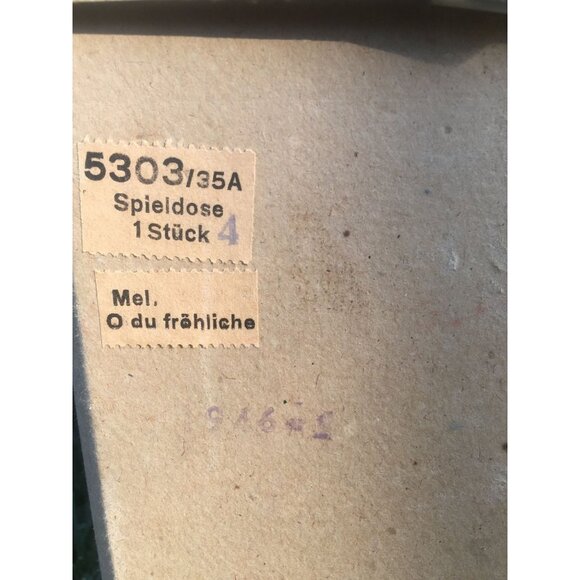 5303/35A
Spieldose
1 Stück 4
Mel.
O du fröhliche